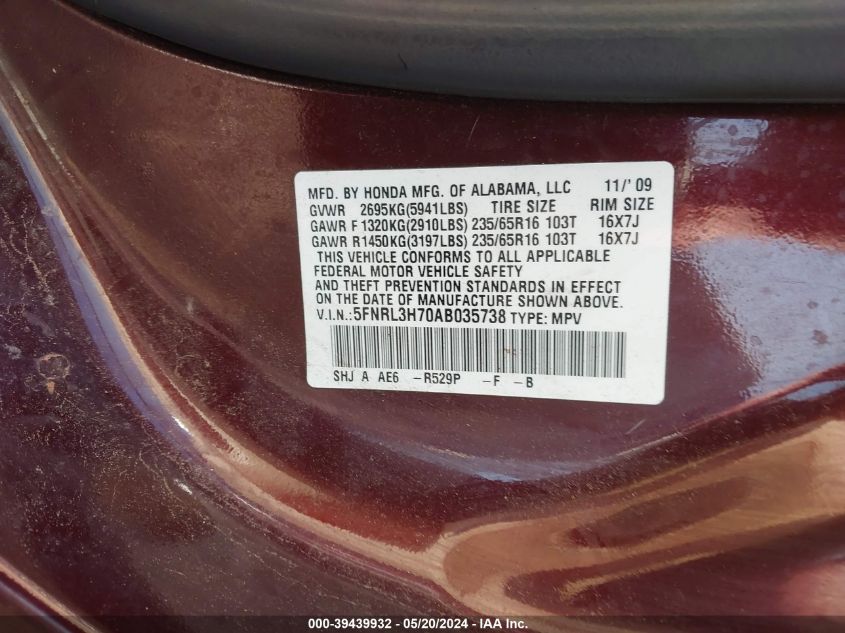 MFD. BY HONDA MFG. OF ALABAMA, LLC 11/'09
GVWR 2695KG(5941LBS) TIRE SIZE RIM SIZE
GAWR F 1320KG(2910LBS) 235/65R16 103T 16X7J
GAWR R 1450KG(3197LBS) 235/65R16 103T 16X7J
THIS VEHICLE CONFORMS TO ALL APPLICABLE
FEDERAL MOTOR VEHICLE SAFETY
AND THEFT PREVENTION STANDARDS IN EFFECT
ON THE DATE OF MANUFACTURE SHOWN ABOVE.
V.I.N.:5FNRL3H70AB035738 TYPE: MPV
SHJ A AE6 -R529P -F -B
000-39439932 - 05/20/2024 - IAAI.COM